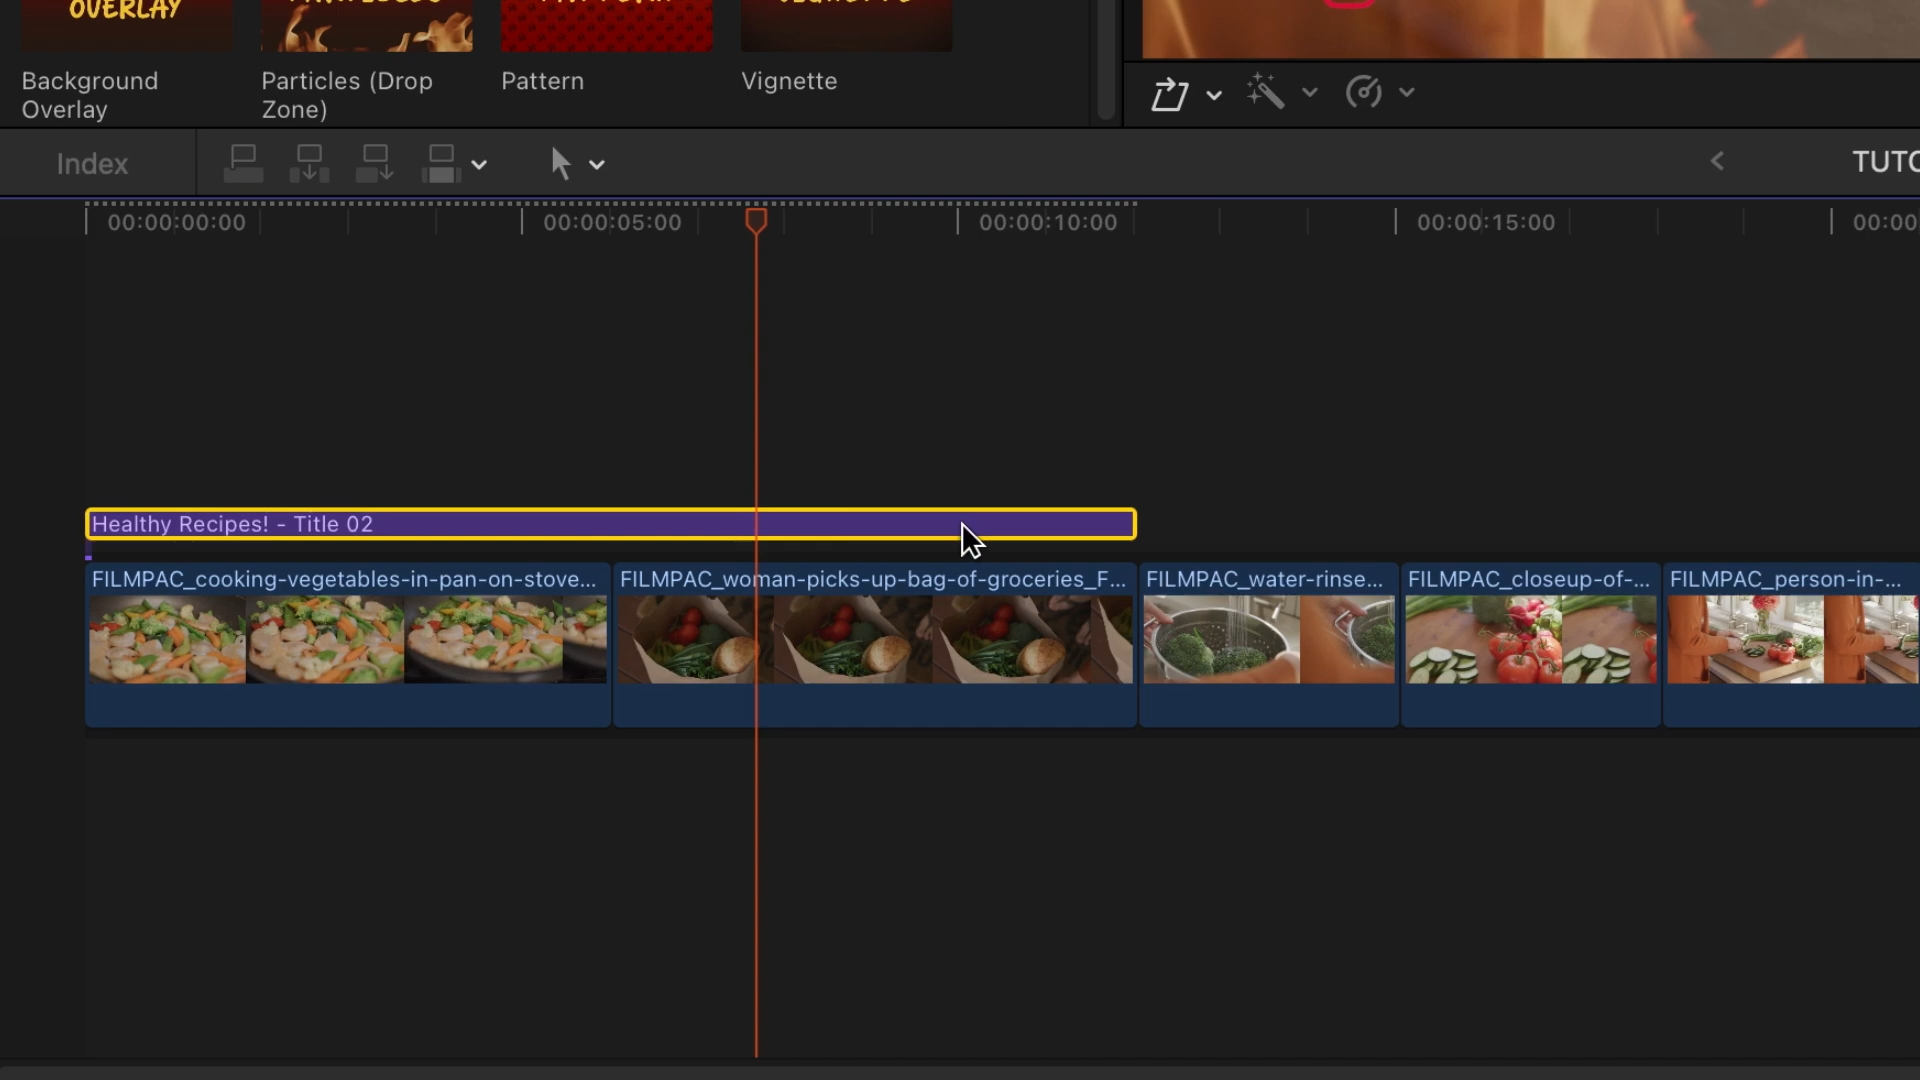 OVERLAY
Background
Overlay
Particles (Drop
Zone)
Pattern
Vignette
Index
TUTO
00:00:00:00
00:00:05:00
00:00:10:00
00:00:15:00
00:00
Healthy Recipes! - Title 02
FILMPAC_cooking-vegetables-in-pan-on-stove...
FILMPAC_woman-picks-up-bag-of-groceries_F...
FILMPAC_water-rinse...
FILMPAC_closeup-of-...
FILMPAC_person-in-...